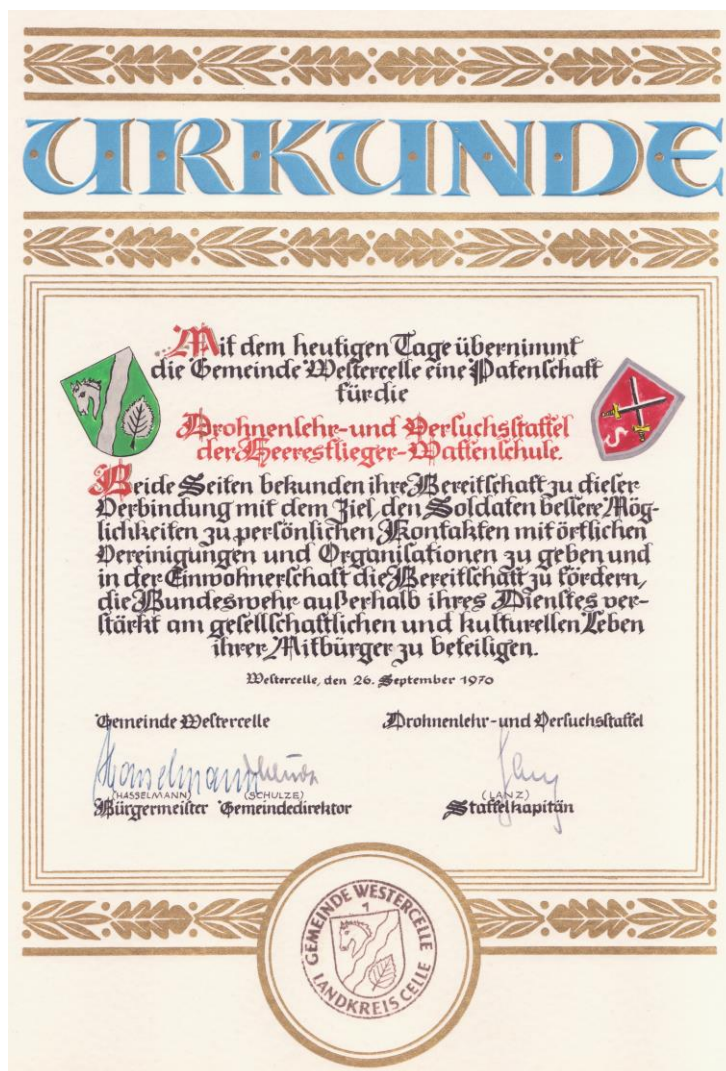 URKUNDE
Mit dem heutigen Tage übernimmt
die Gemeinde Westercelle eine Patenschaft
für die
Drohnenlehr- und Versuchsstaffel
der Heeresflieger-Waffenschule.
Beide Seiten bekunden ihre Bereitschaft zu dieser
Verbindung mit dem Ziel, den Soldaten bessere Mög-
lichkeiten zu persönlichen Kontakten mit örtlichen
Vereinigungen und Organisationen zu geben und
in der Einwohnerschaft die Bereitschaft zu fördern,
die Bundeswehr außerhalb ihres Dienstes ver-
stärkt am gesellschaftlichen und kulturellen Leben
ihrer Mitbürger zu beteiligen.
Westercelle, den 26. September 1970
Gemeinde Westercelle
Drohnenlehr- und Versuchsstaffel
Hasselmann
(HASSELMANN) (SCHULZE)
Bürgermeister Gemeindedirektor
Lanz
(LANZ)
Staffelkapitän
S
GEMEINDE WESTERCELLE
1
LANDKREIS CELLE